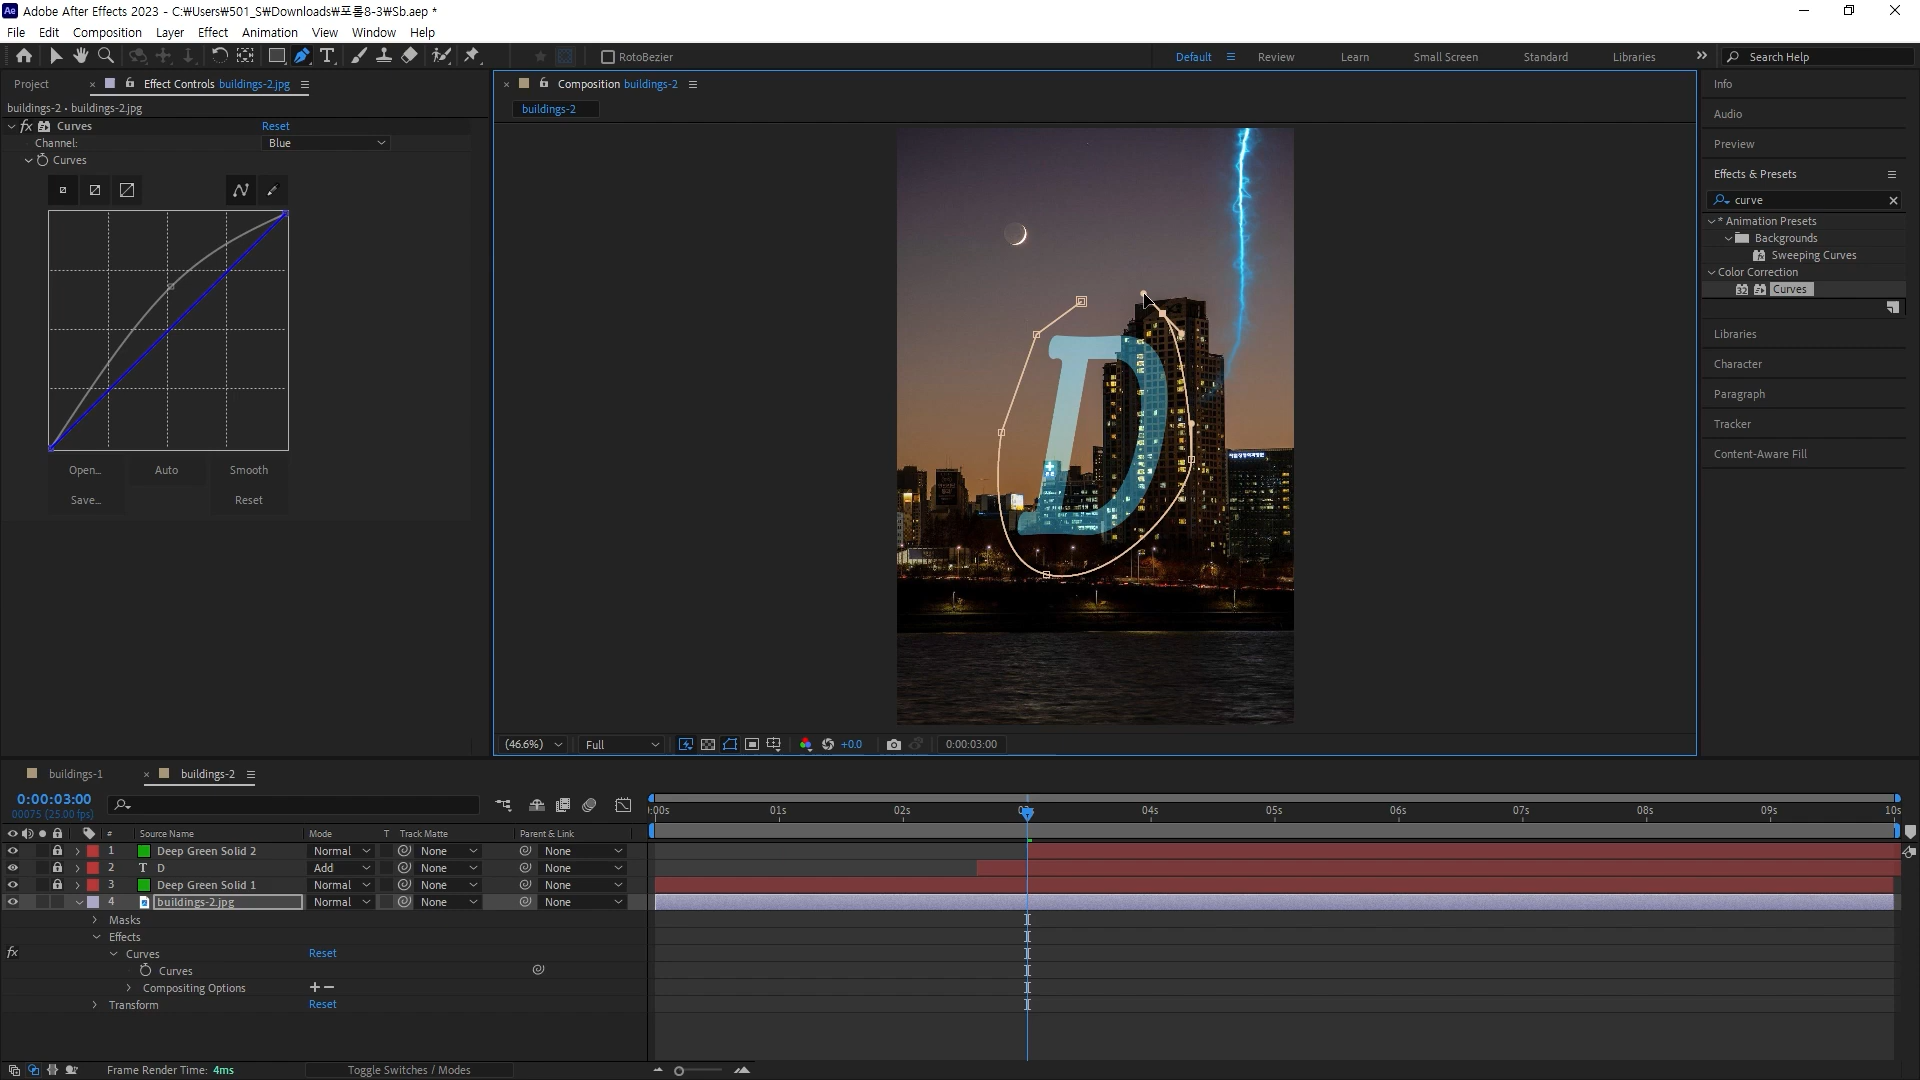 Ae Adobe After Effects 2023 - C:₩Users₩501_S₩Downloads₩포폴8-3₩Sb.aep *
File Edit Composition Layer Effect Animation View Window Help
RotoBezier Default Review Learn Small Screen Standard Libraries Search Help
Project Effect Controls buildings-2.jpg
Composition buildings-2
buildings-2 • buildings-2.jpg
buildings-2
fx Curves Reset
Channel: Blue
Curves
Open... Auto Smooth
Save... Reset
D
(46.6%) Full +0.0 0:00:03:00
Info
Audio
Preview
Effects & Presets
curve
* Animation Presets
Backgrounds
Sweeping Curves
Color Correction
32 Curves
Libraries
Character
Paragraph
Tracker
Content-Aware Fill
buildings-1 buildings-2
0:00:03:00
00075 (25.00 fps)
:00s 01s 02s 03s 04s 05s 06s 07s 08s 09s 10s
# Source Name Mode T Track Matte Parent & Link
1 Deep Green Solid 2 Normal None None
2 T D Add None None
3 Deep Green Solid 1 Normal None None
4 buildings-2.jpg Normal None None
Masks
Effects
fx Curves Reset
Curves
Compositing Options
Transform Reset
Frame Render Time: 4ms Toggle Switches / Modes